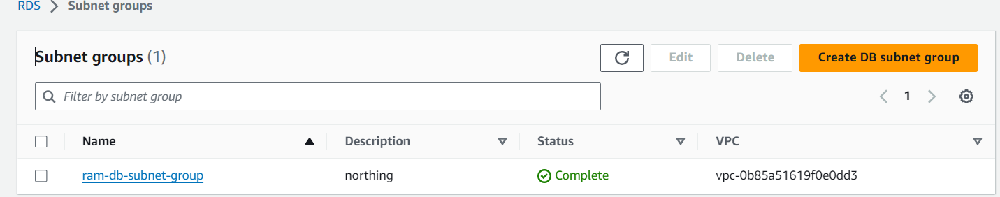 RDS > Subnet groups
Subnet groups (1) Edit Delete Create DB subnet group
Filter by subnet group 1
Name Description Status VPC
ram-db-subnet-group northing Complete vpc-0b85a51619f0e0dd3